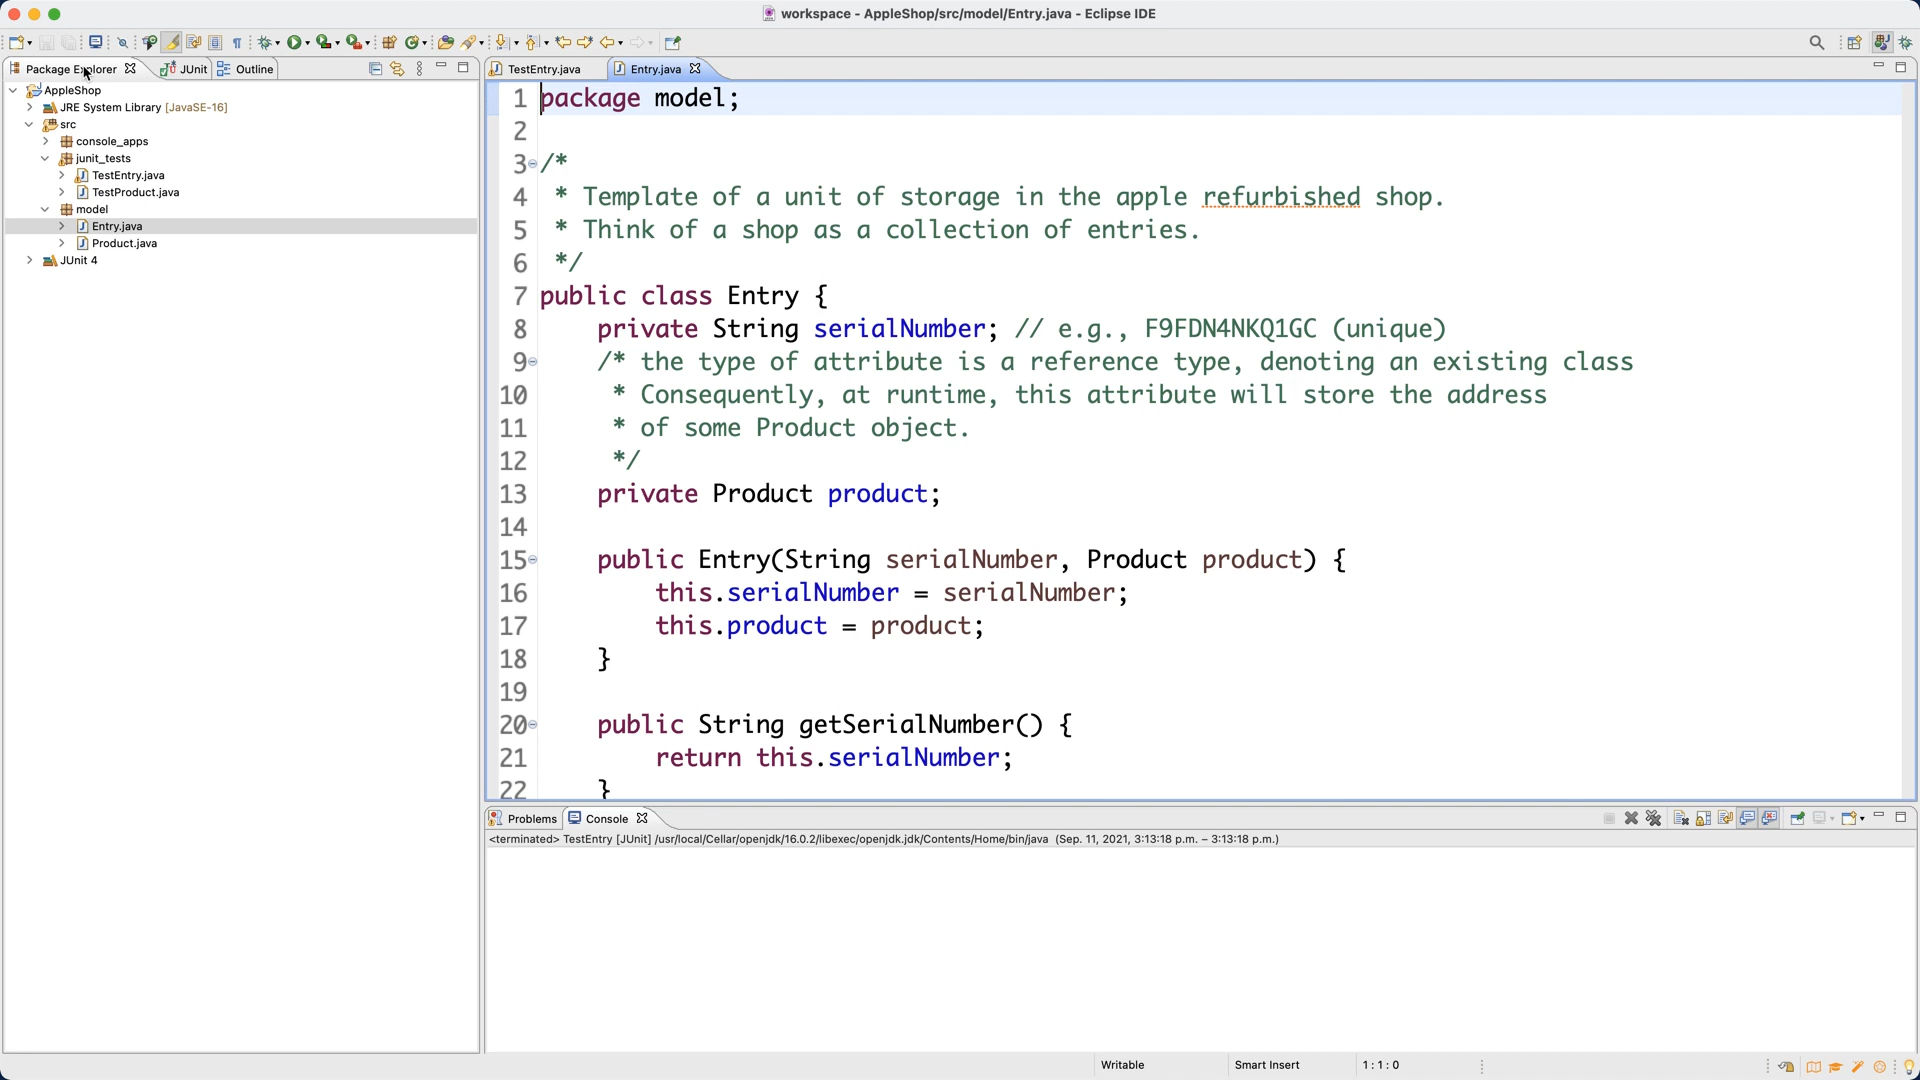 workspace - AppleShop/src/model/Entry.java - Eclipse IDE
Package Explorer
JUnit
Outline
AppleShop
JRE System Library [JavaSE-16]
src
console_apps
junit_tests
TestEntry.java
TestProduct.java
model
Entry.java
Product.java
JUnit 4
TestEntry.java
Entry.java
1 package model;
2
3 /*
4  * Template of a unit of storage in the apple refurbished shop.
5  * Think of a shop as a collection of entries.
6  */
7 public class Entry {
8     private String serialNumber; // e.g., F9FDN4NKQ1GC (unique)
9     /* the type of attribute is a reference type, denoting an existing class
10      * Consequently, at runtime, this attribute will store the address
11      * of some Product object.
12      */
13     private Product product;
14
15     public Entry(String serialNumber, Product product) {
16         this.serialNumber = serialNumber;
17         this.product = product;
18     }
19
20     public String getSerialNumber() {
21         return this.serialNumber;
22     }
Problems
Console
<terminated> TestEntry [JUnit] /usr/local/Cellar/openjdk/16.0.2/libexec/openjdk.jdk/Contents/Home/bin/java (Sep. 11, 2021, 3:13:18 p.m. – 3:13:18 p.m.)
Writable
Smart Insert
1 : 1 : 0